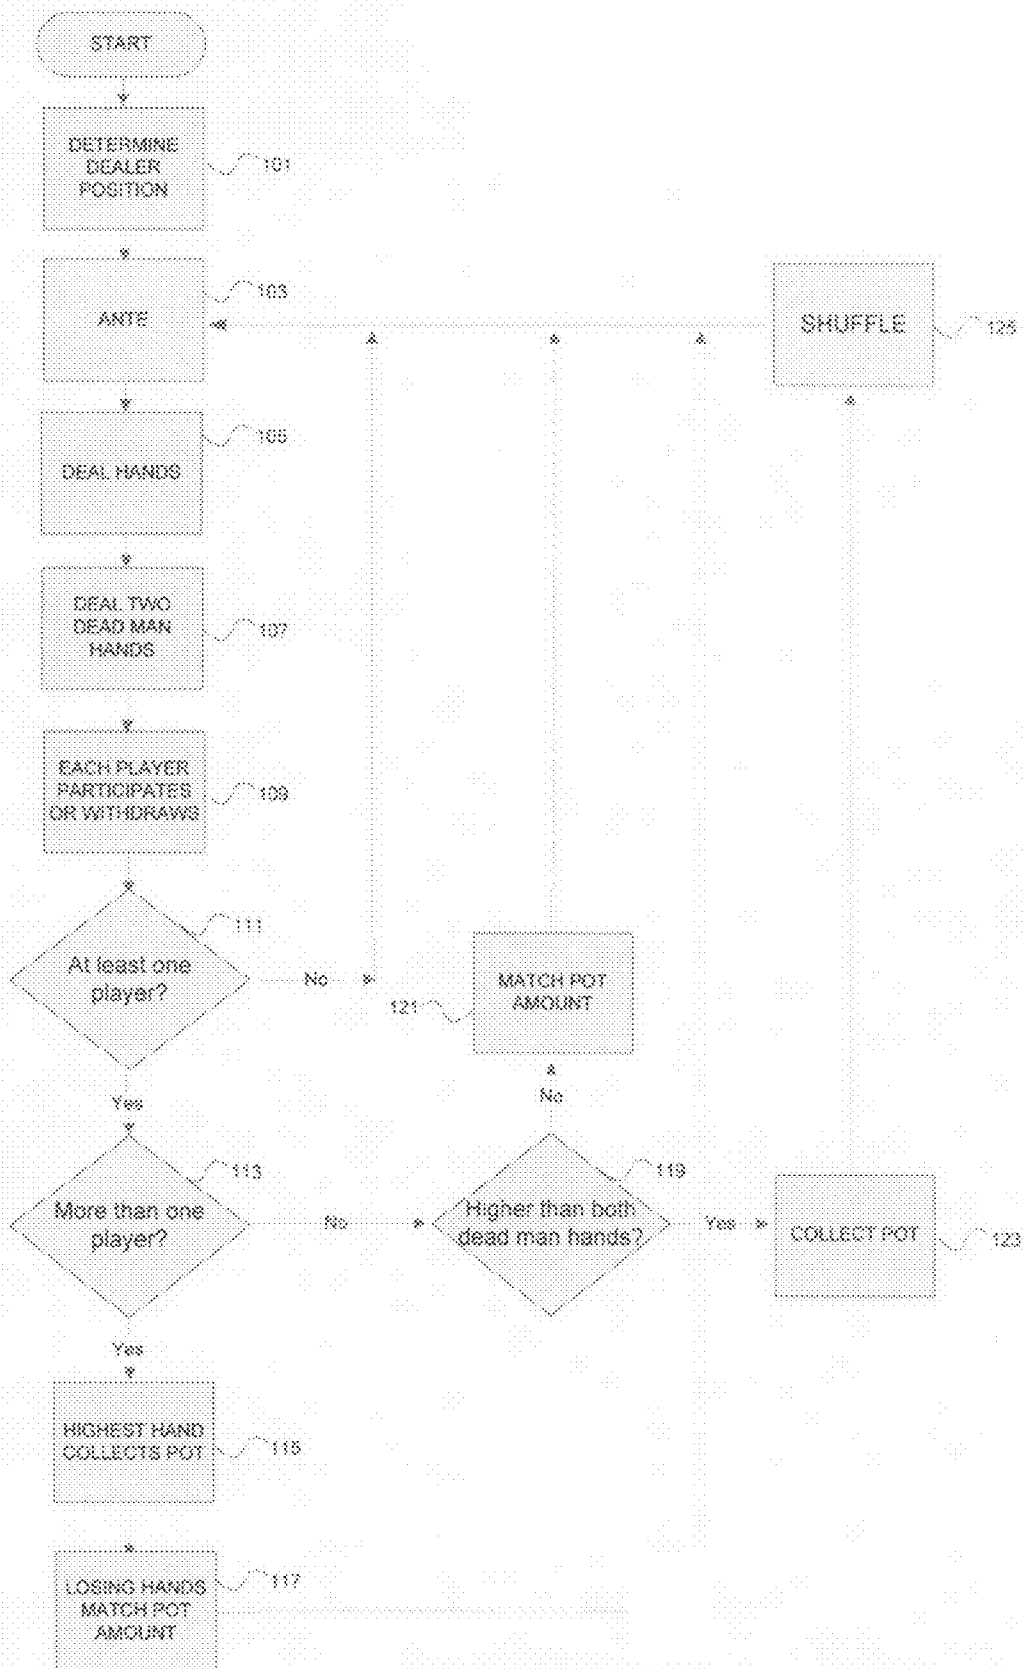 START
DETERMINE
DEALER
POSITION
101
ANTE
103
SHUFFLE
125
DEAL HANDS
105
DEAL TWO
DEAD MAN
HANDS
107
EACH PLAYER
PARTICIPATES
OR WITHDRAWS
109
111
At least one
player?
No
MATCH POT
AMOUNT
121
Yes
No
113
More than one
player?
No
119
Higher than both
dead man hands?
Yes
COLLECT POT
123
Yes
HIGHEST HAND
COLLECTS POT
115
LOSING HANDS
MATCH POT
AMOUNT
117